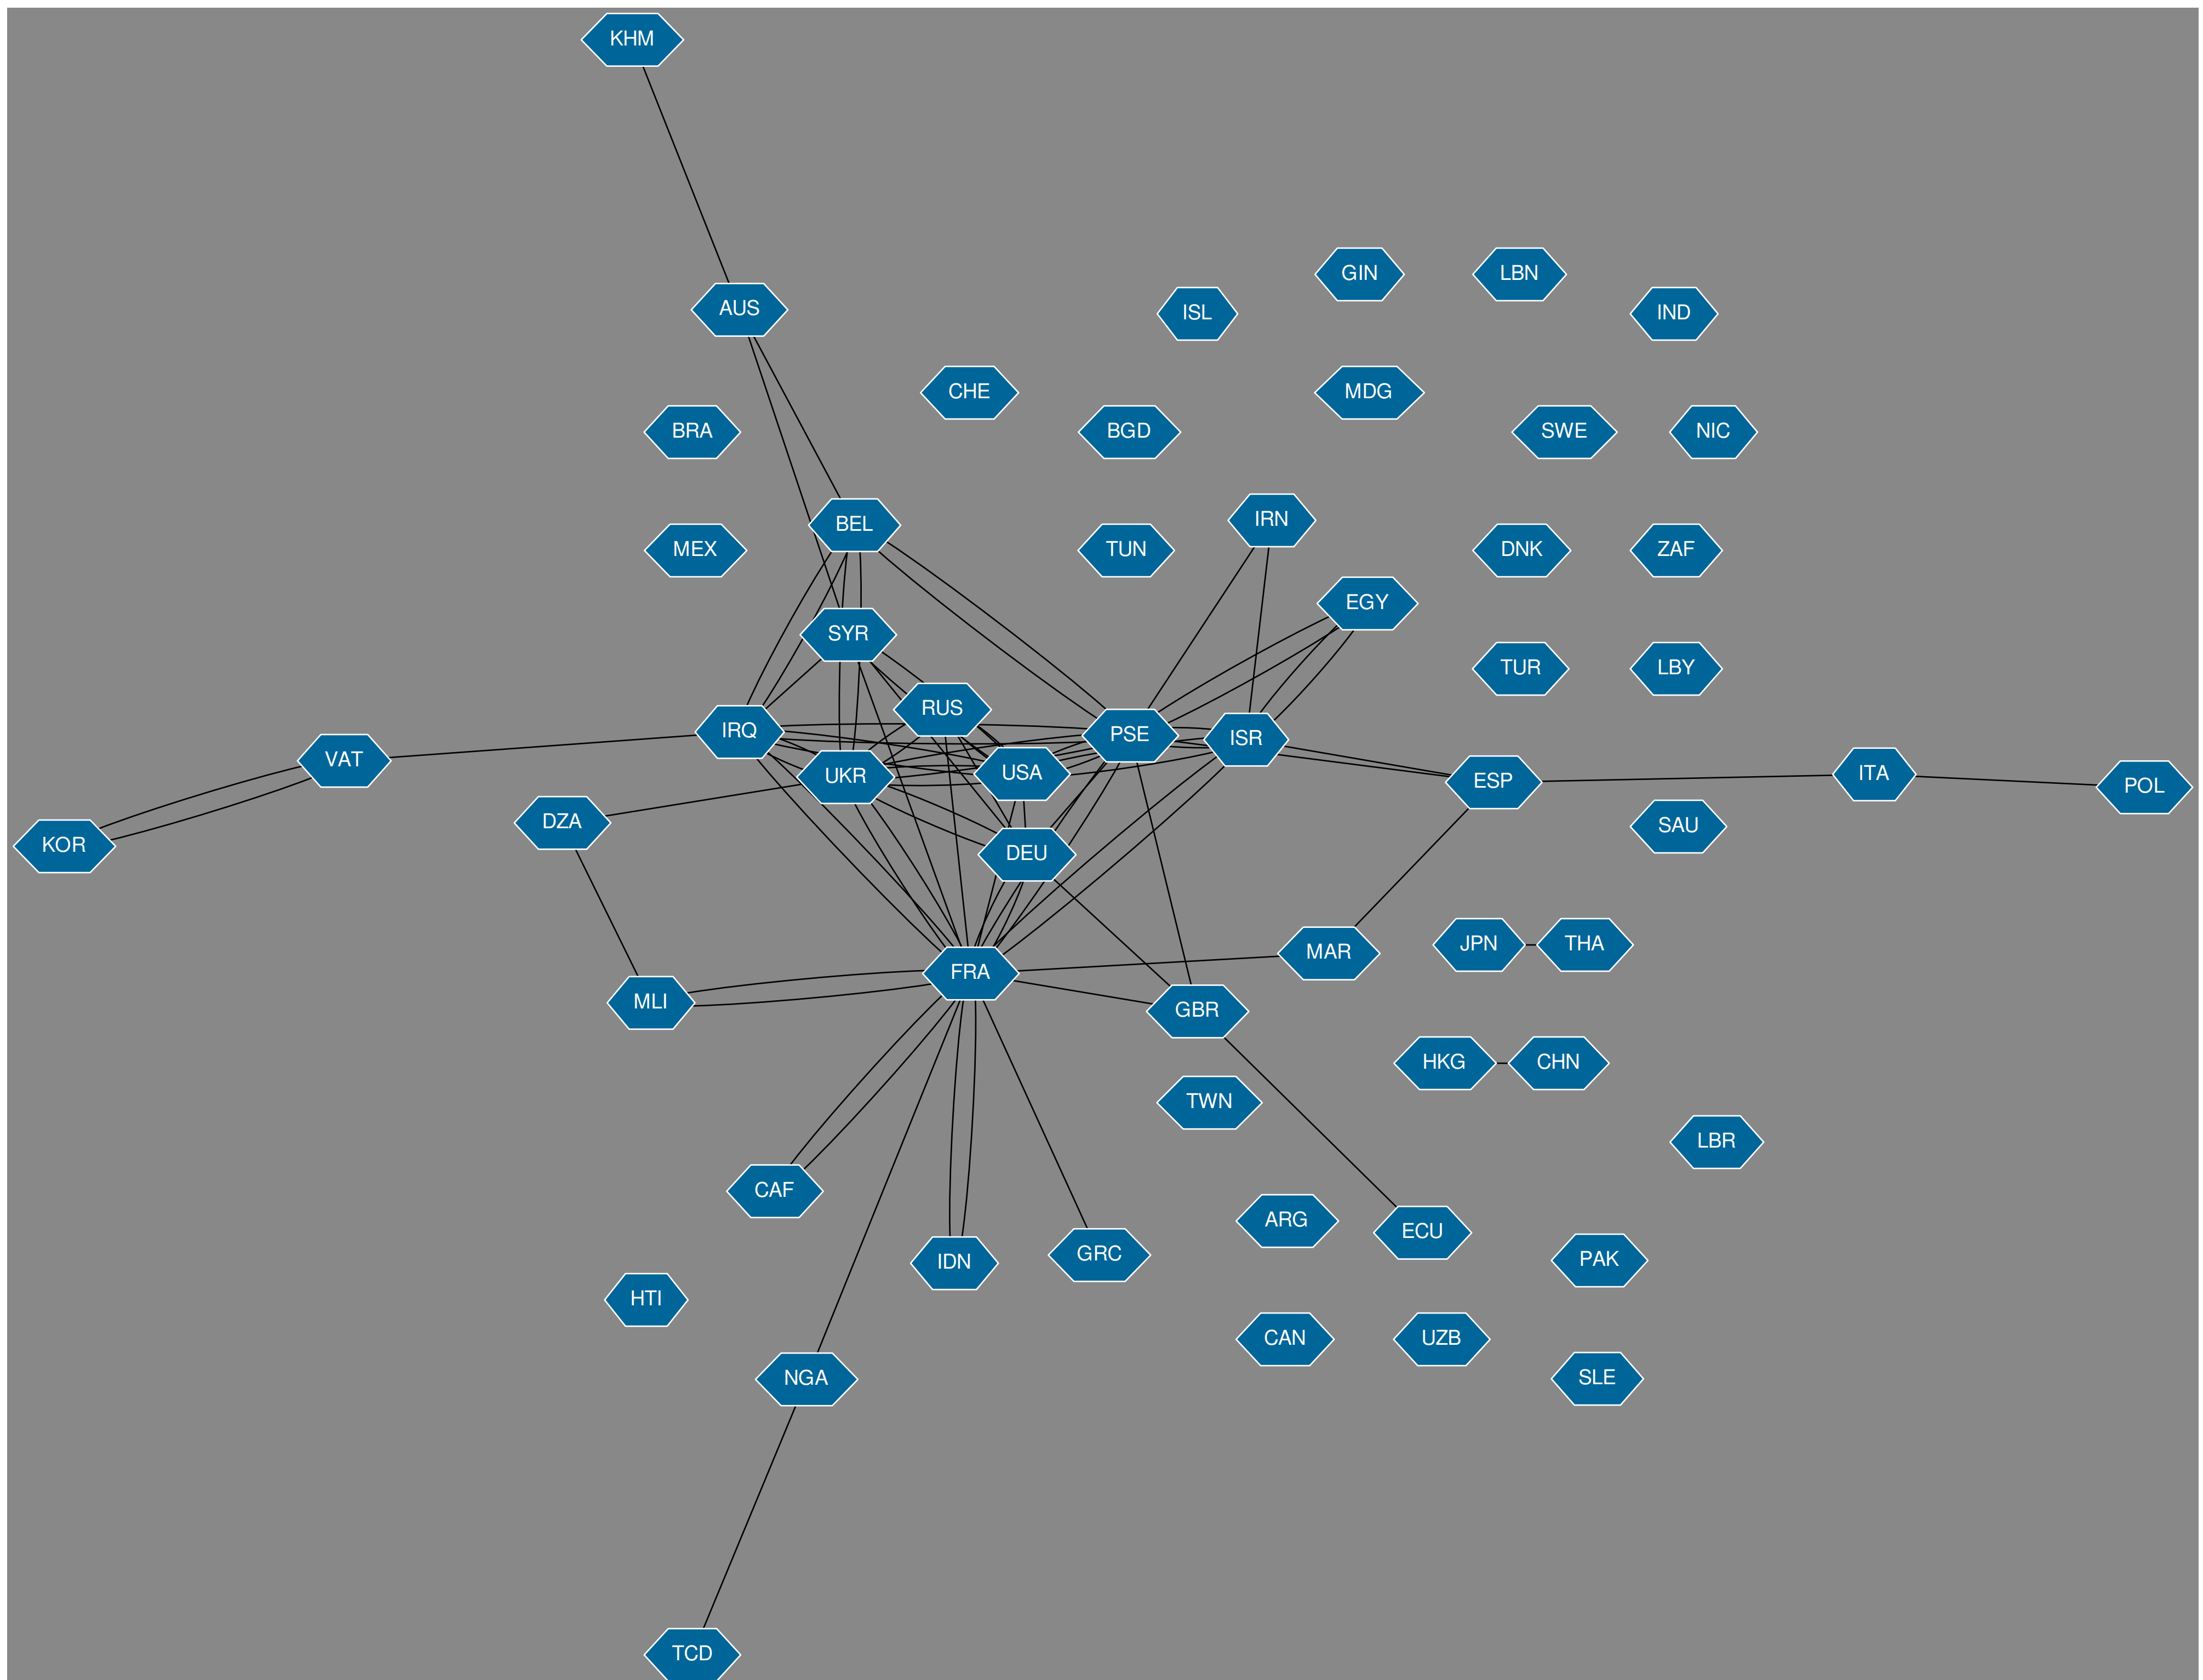 KHM
GIN
LBN
AUS
ISL
IND
CHE
MDG
BRA
BGD
SWE
NIC
BEL
IRN
MEX
TUN
DNK
ZAF
EGY
SYR
TUR
LBY
RUS
IRQ
PSE
ISR
VAT
UKR
USA
ESP
ITA
POL
DZA
SAU
KOR
DEU
JPN
THA
MAR
FRA
MLI
GBR
HKG
CHN
TWN
LBR
CAF
ARG
ECU
IDN
GRC
PAK
HTI
CAN
UZB
NGA
SLE
TCD